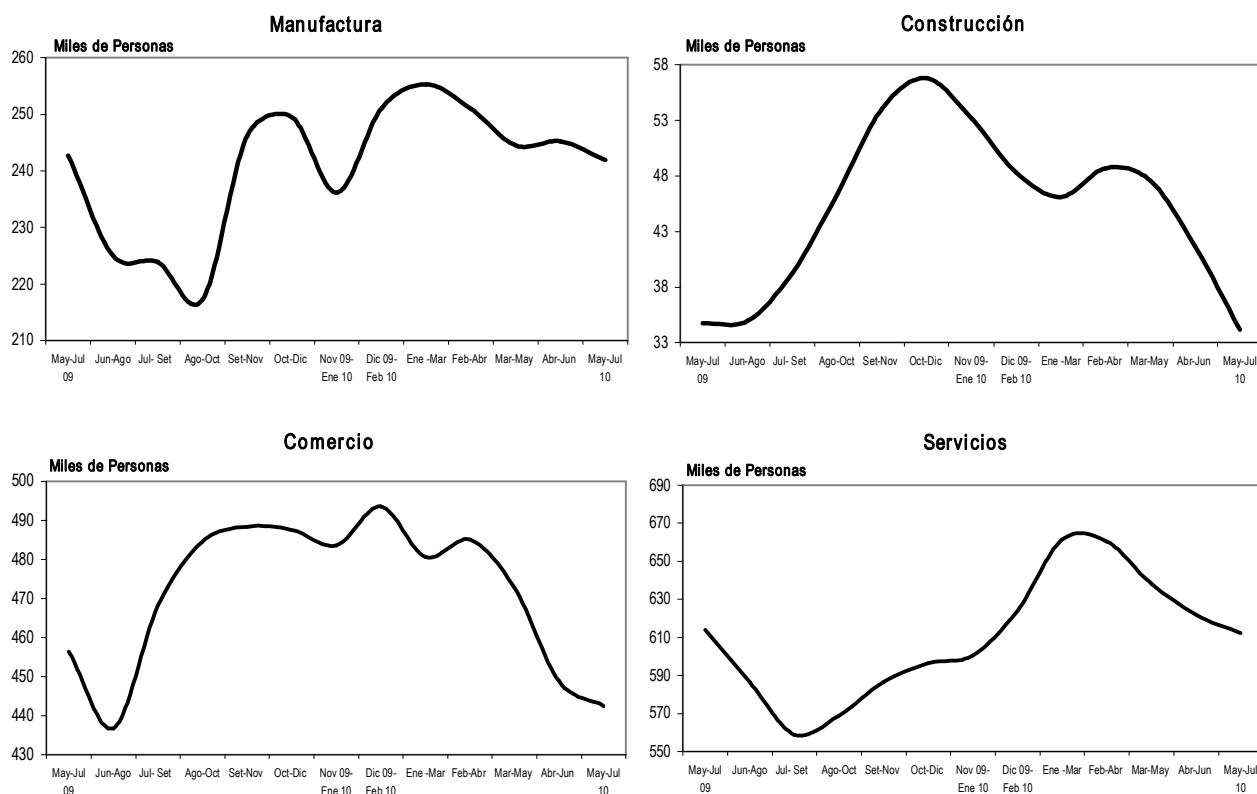 Manufactura
Miles de Personas
260
250
240
230
220
210
May-Jul Jun-Ago Jul- Set Ago-Oct Set-Nov Oct-Dic Nov 09- Dic 09- Ene -Mar Feb-Abr Mar-May Abr-Jun May-Jul
09 Ene 10 Feb 10 10
Construcción
Miles de Personas
58
53
48
43
38
33
May-Jul Jun-Ago Jul- Set Ago-Oct Set-Nov Oct-Dic Nov 09- Dic 09- Ene -Mar Feb-Abr Mar-May Abr-Jun May-Jul
09 Ene 10 Feb 10 10
Comercio
Miles de Personas
500
490
480
470
460
450
440
430
May-Jul Jun-Ago Jul- Set Ago-Oct Set-Nov Oct-Dic Nov 09- Dic 09- Ene -Mar Feb-Abr Mar-May Abr-Jun May-Jul
09 Ene 10 Feb 10 10
Servicios
Miles de Personas
690
670
650
630
610
590
570
550
May-Jul Jun-Ago Jul- Set Ago-Oct Set-Nov Oct-Dic Nov 09- Dic 09- Ene -Mar Feb-Abr Mar-May Abr-Jun May-Jul
09 Ene 10 Feb 10 10